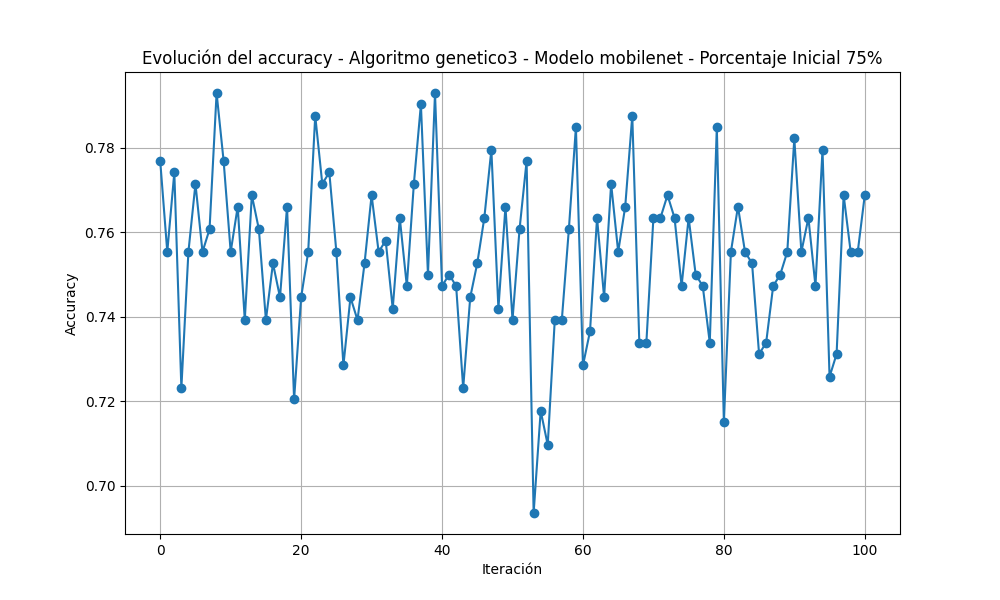 Evolución del accuracy - Algoritmo genetico3 - Modelo mobilenet - Porcentaje Inicial 75%
Accuracy
0.78
0.76
0.74
0.72
0.70
0 20 40 60 80 100
Iteración